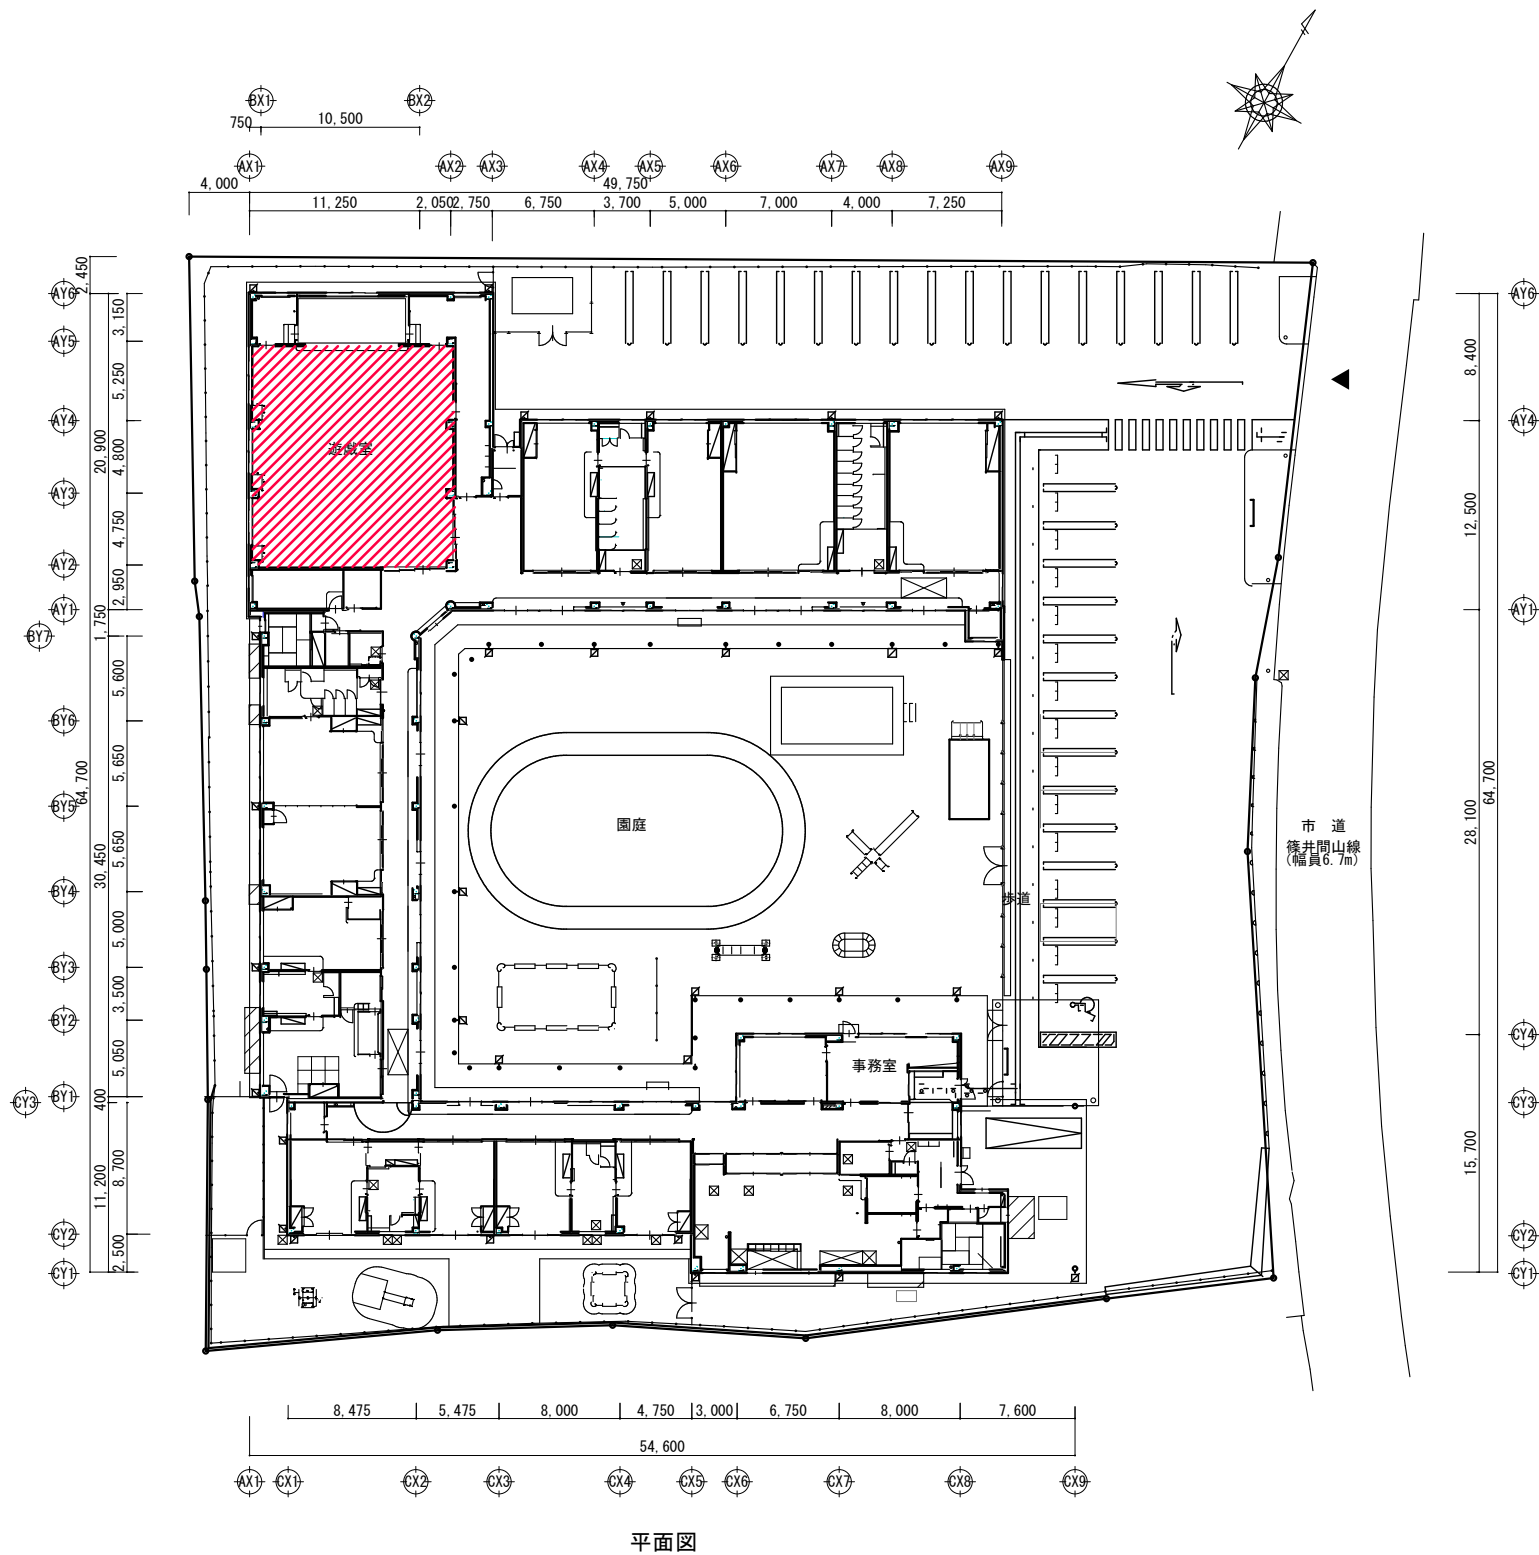 BX1
BX2
750
10,500
AX1
AX2
AX3
AX4
AX5
AX6
AX7
AX8
AX9
4,000
49,750
11,250
2,050
2,750
6,750
3,700
5,000
7,000
4,000
7,250
2,450
AY6
AY5
AY4
AY3
AY2
AY1
BY7
BY6
BY5
BY4
BY3
BY2
BY1
CY3
CY2
CY1
3,150
5,250
20,900
4,800
4,750
2,950
1,750
5,600
5,650
64,700
5,650
30,450
5,000
3,500
5,050
400
8,700
11,200
2,500
遊戯室
園庭
歩道
事務室
市 道
篠井間山線
(幅員6.7m)
AY6
8,400
AY4
12,500
AY1
64,700
28,100
CY4
CY3
15,700
CY2
CY1
8,475
5,475
8,000
4,750
3,000
6,750
8,000
7,600
54,600
AX1
CX1
CX2
CX3
CX4
CX5
CX6
CX7
CX8
CX9
平面図